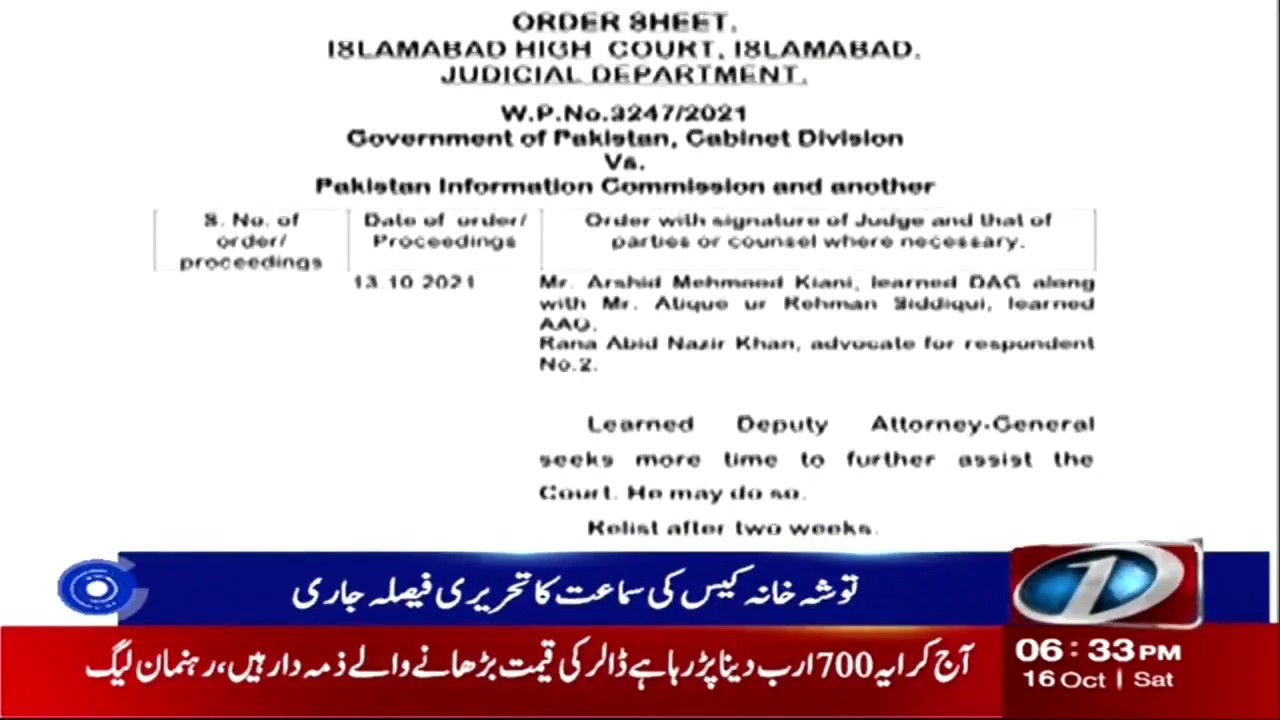 ORDER SHEET.
ISLAMABAD HIGH COURT, ISLAMABAD.
JUDICIAL DEPARTMENT.
W.P.No.3247/2021
Government of Pakistan, Cabinet Division
Vs.
Pakistan Information Commission and another
S. No. of order/ proceedings
Date of order/ Proceedings
Order with signature of Judge and that of
parties or counsel where necessary.
13.10.2021
Mr. Arshid Mehmood Kiani, learned DAG along
with Mr. Atique ur Rehman Siddiqui, learned
AAG.
Rana Abid Nazir Khan, advocate for respondent
No.2.
Learned Deputy Attorney-General
seeks more time to further assist the
Court. He may do so.
Relist after two weeks.
توشہ خانہ کیس کی سماعت کا تحریری فیصلہ جاری
آج کرایہ 700 ارب دینا پڑ رہا ہے ڈالر کی قیمت بڑھانے والے ذمہ دار ہیں، رہنما ن لیگ
1
06:33PM
16 Oct | Sat